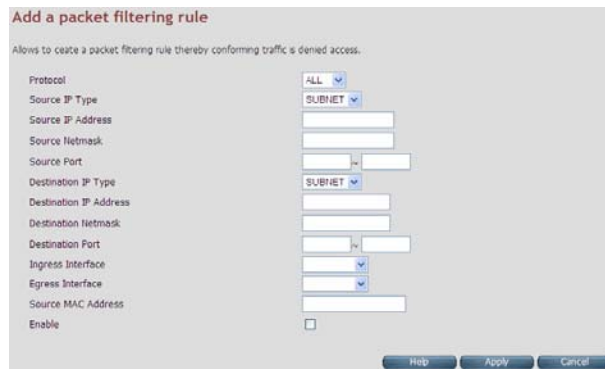 Add a packet filtering rule
Allows to ceate a packet filtering rule thereby conforming traffic is denied access.
Protocol ALL
Source IP Type SUBNET
Source IP Address
Source Netmask
Source Port ~
Destination IP Type SUBNET
Destination IP Address
Destination Netmask
Destination Port ~
Ingress Interface
Egress Interface
Source MAC Address
Enable
Help Apply Cancel